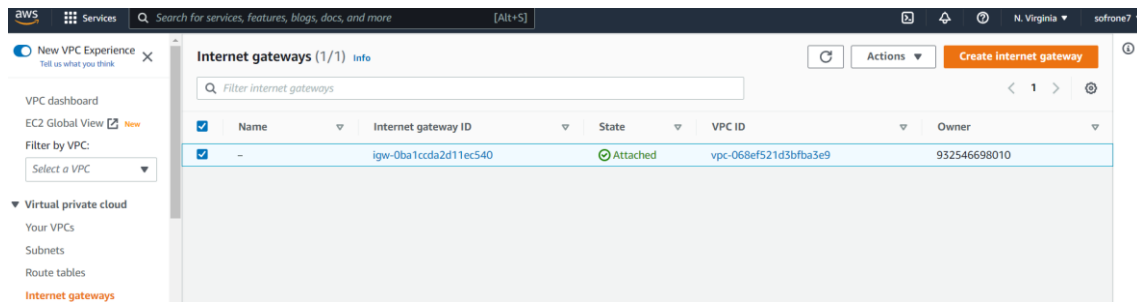 aws Services Search for services, features, blogs, docs, and more [Alt+S] N. Virginia ▼ sofrone7
New VPC Experience
Tell us what you think
VPC dashboard
EC2 Global View New
Filter by VPC:
Select a VPC
Virtual private cloud
Your VPCs
Subnets
Route tables
Internet gateways
Internet gateways (1/1) Info
Actions ▼ Create internet gateway
Filter internet gateways
1
Name Internet gateway ID State VPC ID Owner
– igw-0ba1ccda2d11ec540 Attached vpc-068ef521d3bfba3e9 932546698010